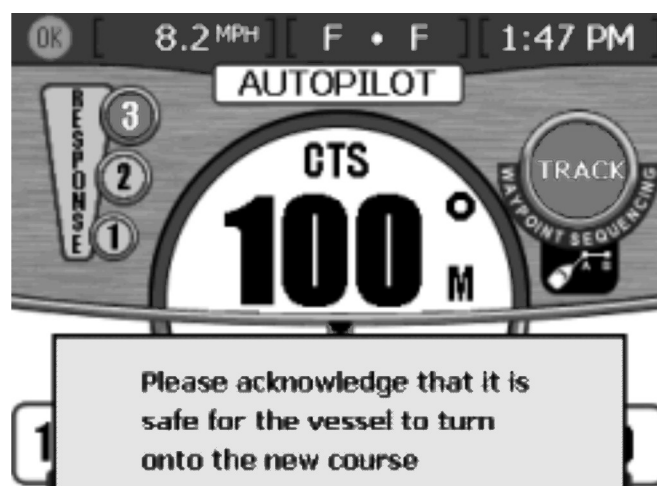 OK [ 8.2 MPH ] [ F • F ] [ 1:47 PM ]
AUTOPILOT
RESPONSE
3
2
1
CTS
100°
M
TRACK
WAYPOINT SEQUENCING
A B
Please acknowledge that it is
safe for the vessel to turn
onto the new course